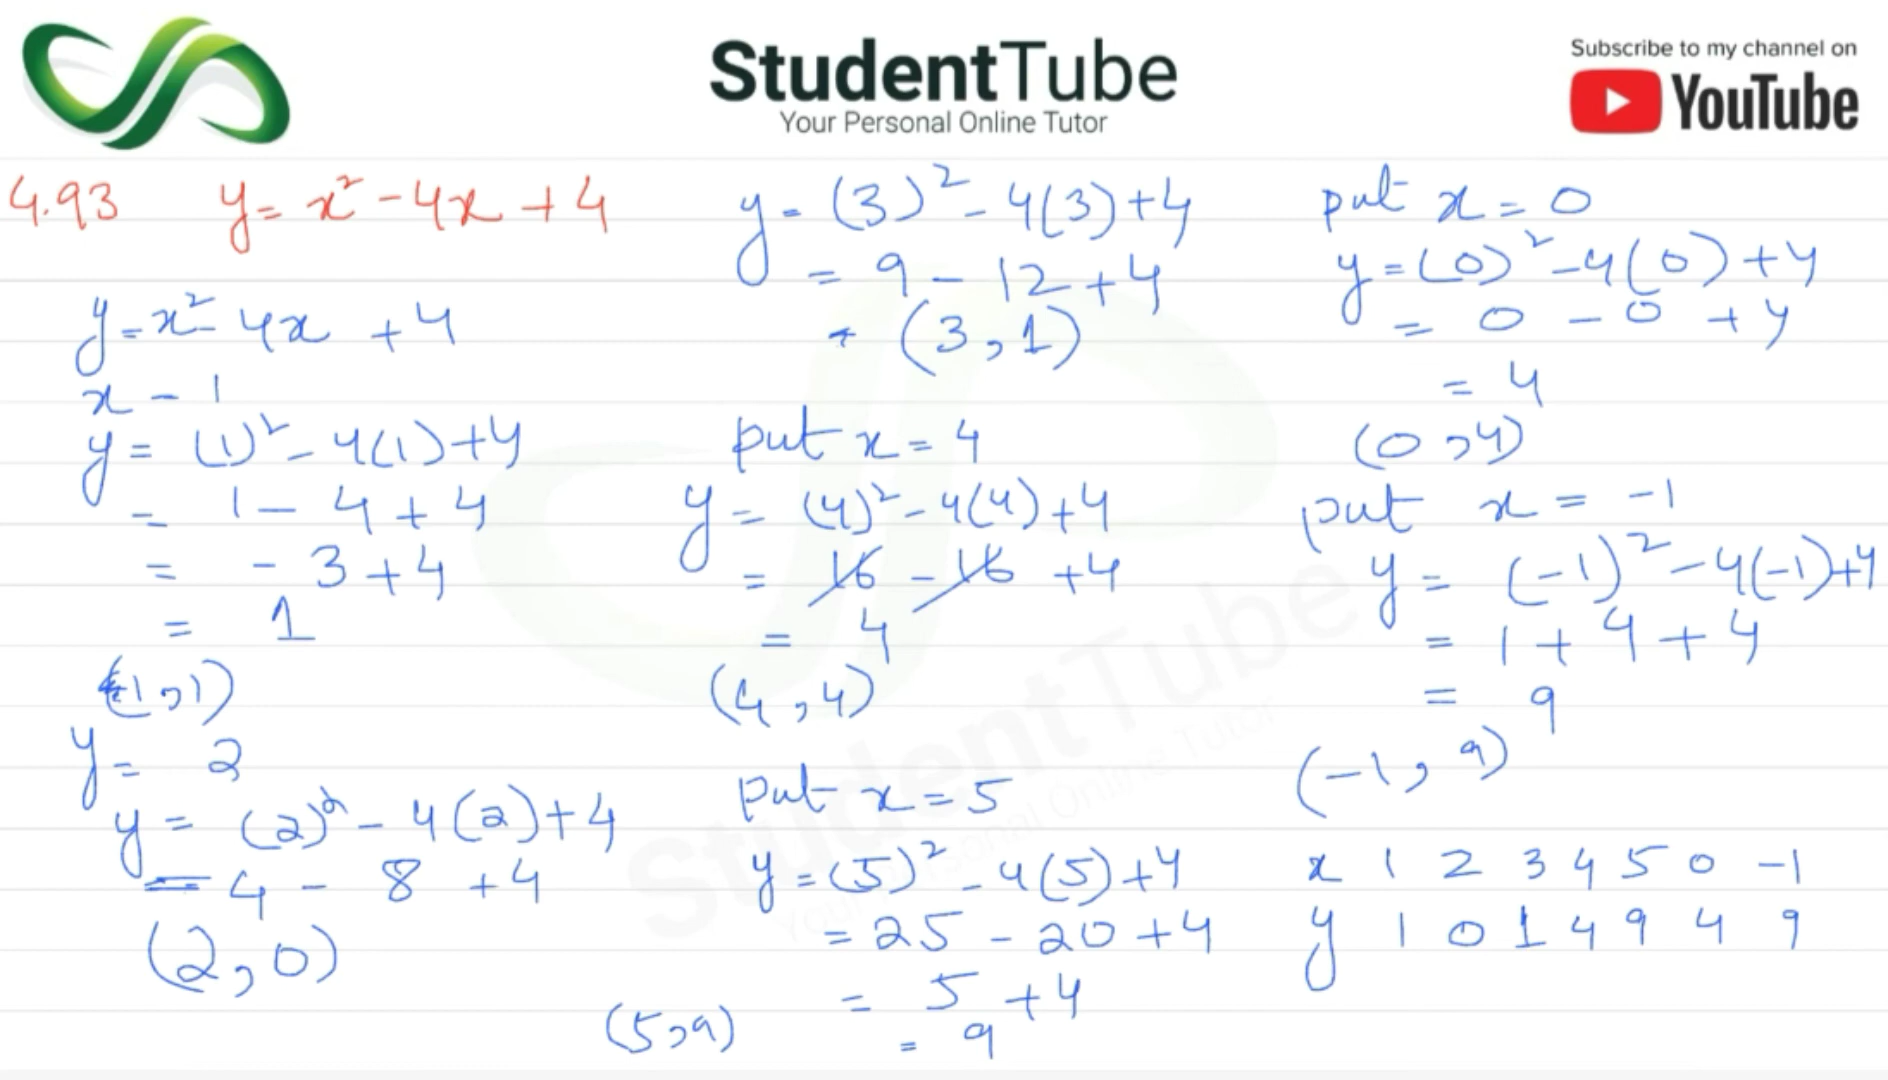 StudentTube
Your Personal Online Tutor
Subscribe to my channel on
YouTube
4.93 y = x² - 4x + 4
y = x² - 4x + 4
x - 1
y = (1)² - 4(1) + 4
= 1 - 4 + 4
= - 3 + 4
= 1
(1, 1)
y = 2
y = (2)² - 4(2) + 4
= 4 - 8 + 4
(2, 0)
y = (3)² - 4(3) + 4
= 9 - 12 + 4
(3, 1)
put x = 4
y = (4)² - 4(4) + 4
= 16 - 16 + 4
= 4
(4, 4)
put x = 5
y = (5)² - 4(5) + 4
= 25 - 20 + 4
= 5 + 4
= 9
(5, 9)
put x = 0
y = (0)² - 4(0) + 4
= 0 - 0 + 4
= 4
(0, 4)
put x = -1
y = (-1)² - 4(-1) + 4
= 1 + 4 + 4
= 9
(-1, 9)
x 1 2 3 4 5 0 -1
y 1 0 1 4 9 4 9
StudentTube
Your Personal Online Tutor